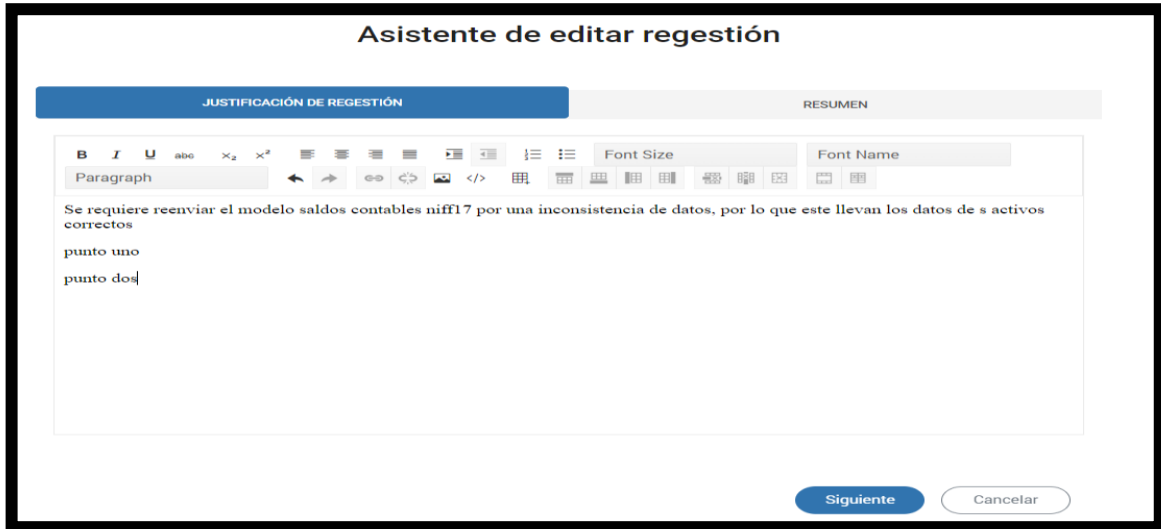 Asistente de editar regestión
JUSTIFICACIÓN DE REGESTIÓN
RESUMEN
B I U abc X₂ X² Font Size Font Name
Paragraph </>
Se requiere reenviar el modelo saldos contables niff17 por una inconsistencia de datos, por lo que este llevan los datos de s activos
correctos
punto uno
punto dos
Siguiente
Cancelar